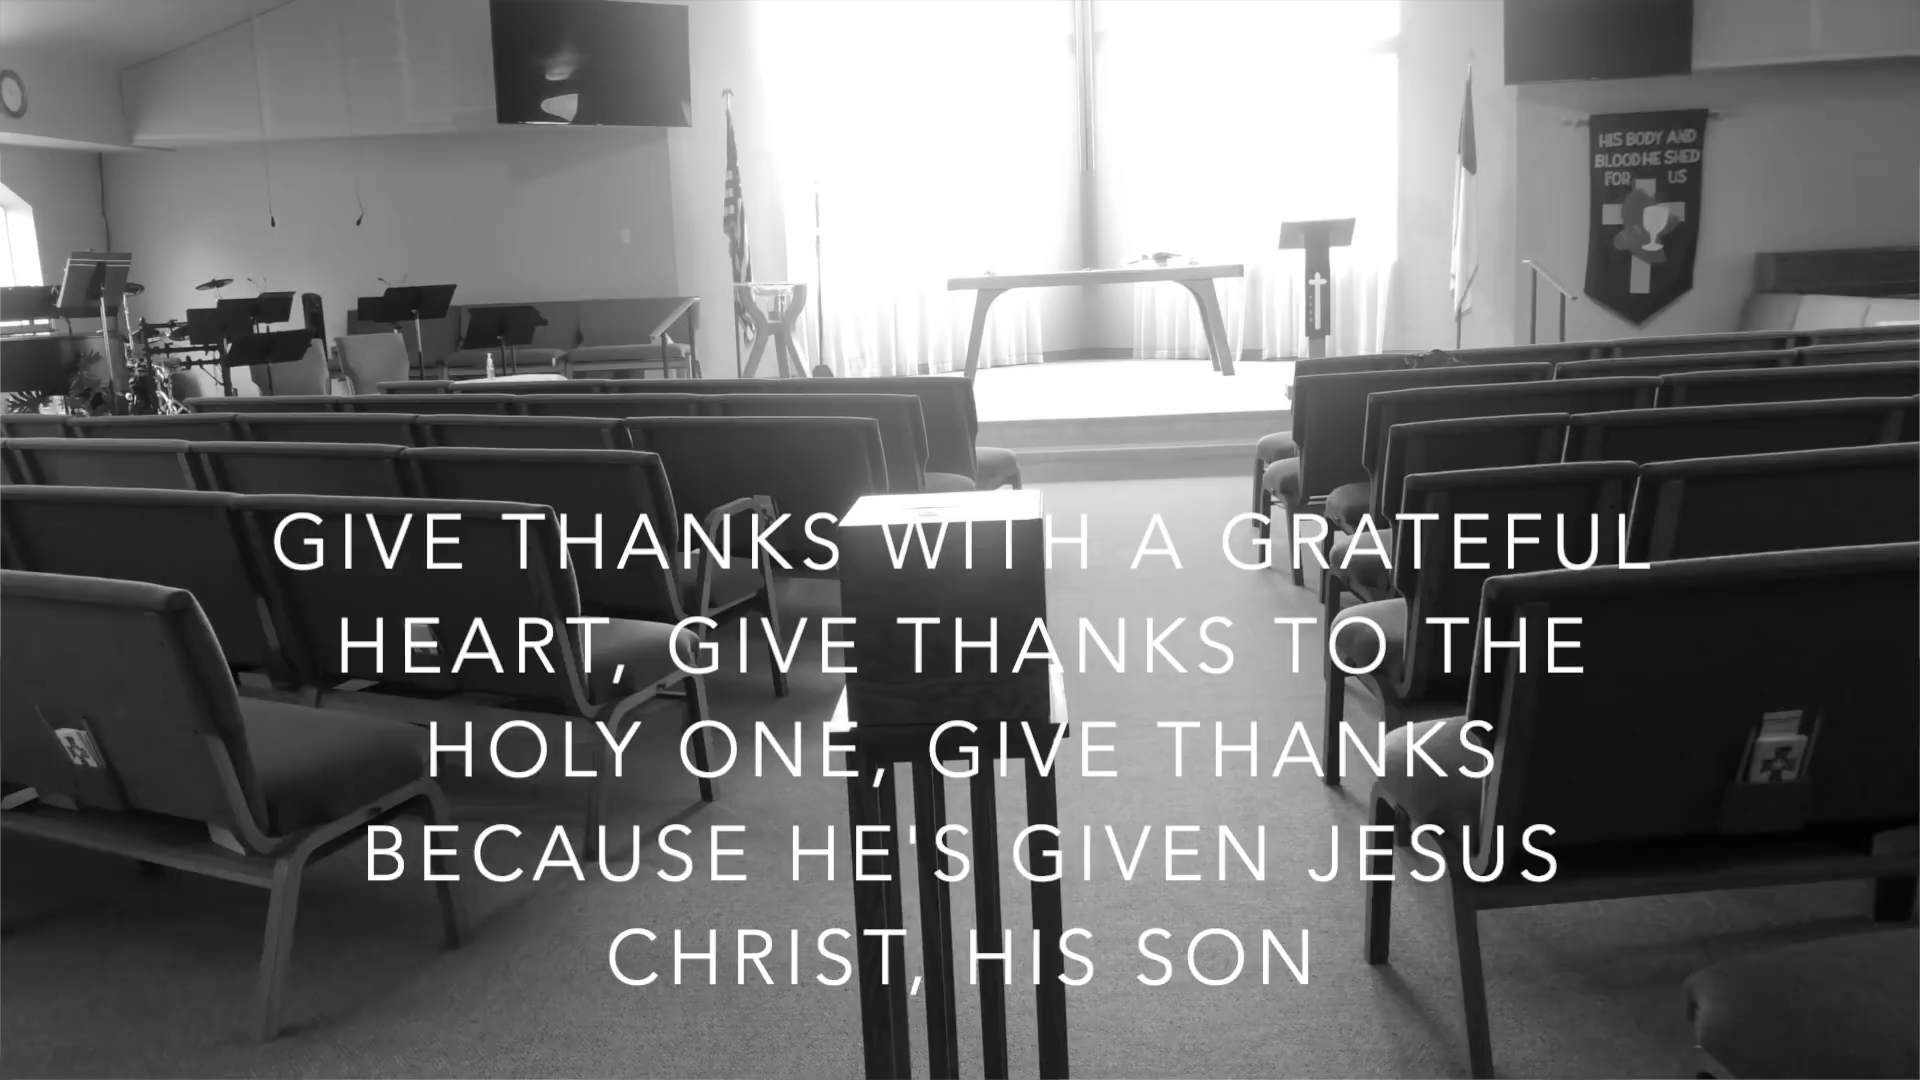 HIS BODY AND
BLOOD HE SHED
FOR US
GIVE THANKS WITH A GRATEFUL
HEART, GIVE THANKS TO THE
HOLY ONE, GIVE THANKS
BECAUSE HE'S GIVEN JESUS
CHRIST, HIS SON